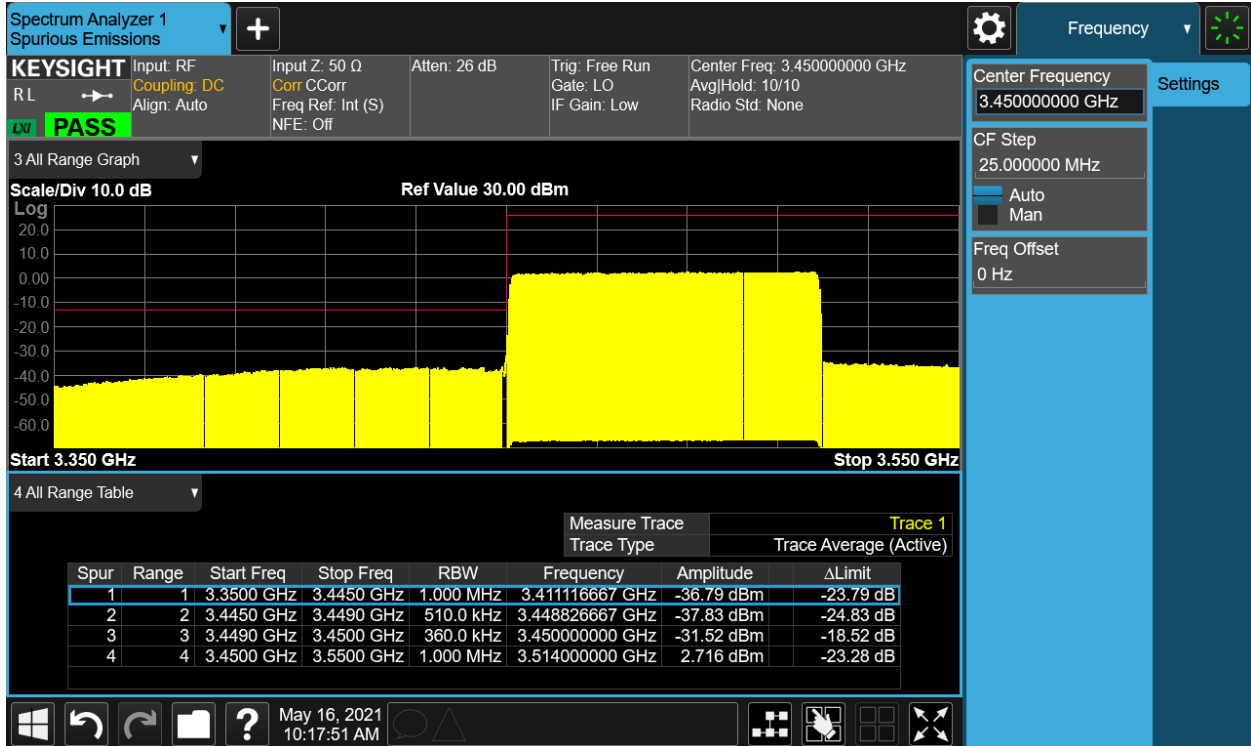 Spectrum Analyzer 1
Spurious Emissions
Frequency
KEYSIGHT
RL
LXI
PASS
Input: RF
Coupling: DC
Align: Auto
Input Z: 50 Ω
Corr CCorr
Freq Ref: Int (S)
NFE: Off
Atten: 26 dB
Trig: Free Run
Gate: LO
IF Gain: Low
Center Freq: 3.450000000 GHz
Avg|Hold: 10/10
Radio Std: None
Center Frequency
3.450000000 GHz
Settings
CF Step
25.000000 MHz
Auto
Man
Freq Offset
0 Hz
3 All Range Graph
Scale/Div 10.0 dB
Ref Value 30.00 dBm
Log
20.0
10.0
0.00
-10.0
-20.0
-30.0
-40.0
-50.0
-60.0
Start 3.350 GHz
Stop 3.550 GHz
4 All Range Table
Measure Trace Trace 1
Trace Type Trace Average (Active)
Spur Range Start Freq Stop Freq RBW Frequency Amplitude ΔLimit
1 1 3.3500 GHz 3.4450 GHz 1.000 MHz 3.411116667 GHz -36.79 dBm -23.79 dB
2 2 3.4450 GHz 3.4490 GHz 510.0 kHz 3.448826667 GHz -37.83 dBm -24.83 dB
3 3 3.4490 GHz 3.4500 GHz 360.0 kHz 3.450000000 GHz -31.52 dBm -18.52 dB
4 4 3.4500 GHz 3.5500 GHz 1.000 MHz 3.514000000 GHz 2.716 dBm -23.28 dB
?
May 16, 2021
10:17:51 AM